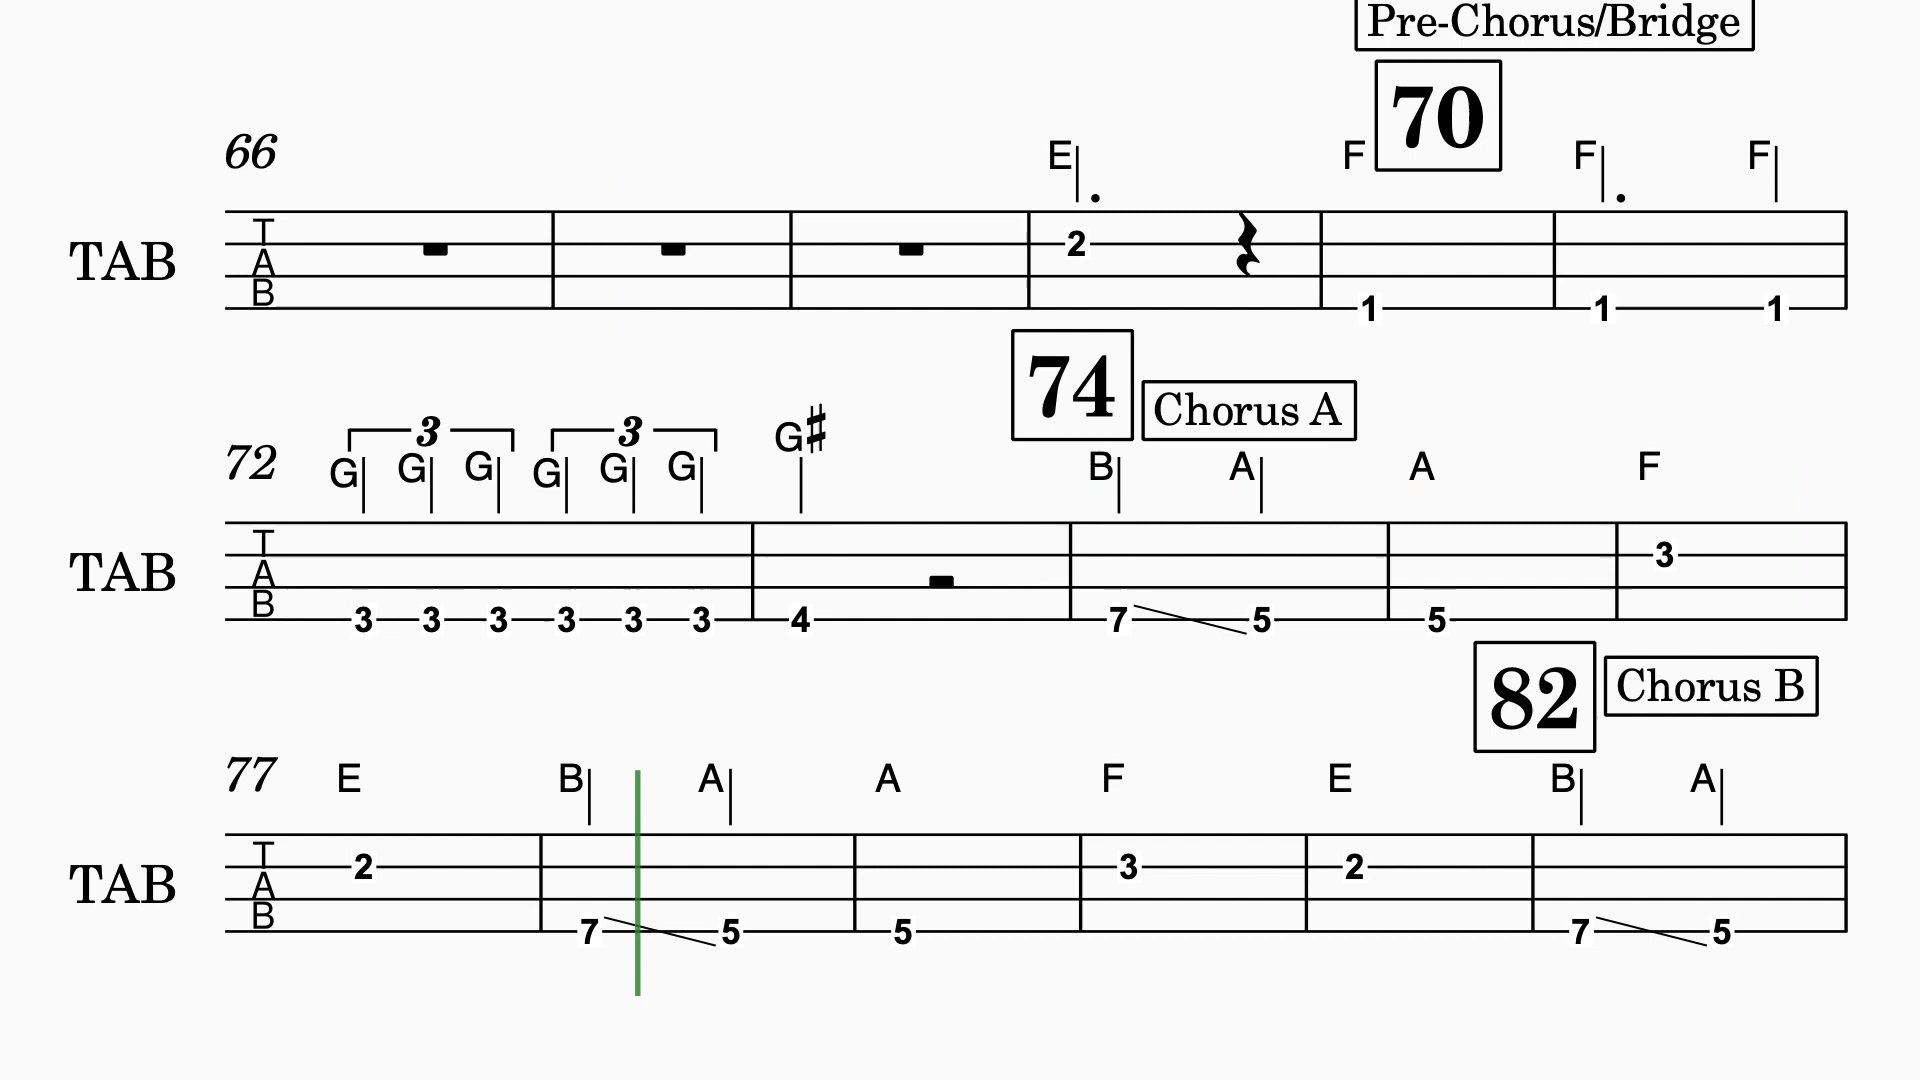 Pre-Chorus/Bridge
70
66 E F F F
TAB
T
A
B
2
1 1 1
74 Chorus A
3 3
72 G G G G G G G♯ B A A F
TAB
T
A
B
3
3 3 3 3 3 3 4 7 5 5
82 Chorus B
77 E B A A F E B A
TAB
T
A
B
2 3 2
7 5 5 7 5